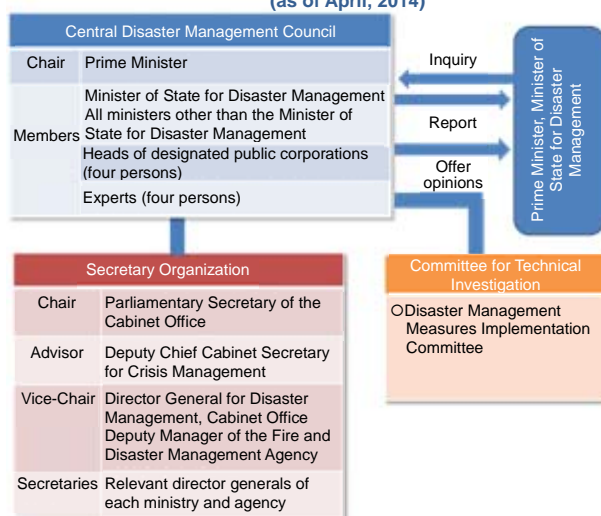 (as of April, 2014)
Central Disaster Management Council
Chair Prime Minister
Members
Minister of State for Disaster Management
All ministers other than the Minister of
State for Disaster Management
Heads of designated public corporations
(four persons)
Experts (four persons)
Inquiry
Report
Offer
opinions
Prime Minister, Minister of
State for Disaster
Management
Secretary Organization
Chair Parliamentary Secretary of the
Cabinet Office
Advisor Deputy Chief Cabinet Secretary
for Crisis Management
Vice-Chair Director General for Disaster
Management, Cabinet Office
Deputy Manager of the Fire and
Disaster Management Agency
Secretaries Relevant director generals of
each ministry and agency
Committee for Technical
Investigation
○Disaster Management
Measures Implementation
Committee